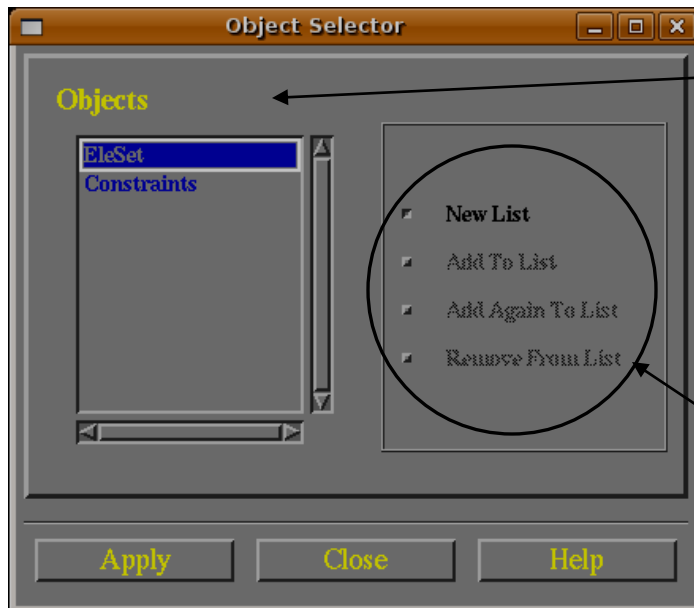 Object Selector
Objects
EleSet
Constraints
New List
Add To List
Add Again To List
Remove From List
Apply
Close
Help